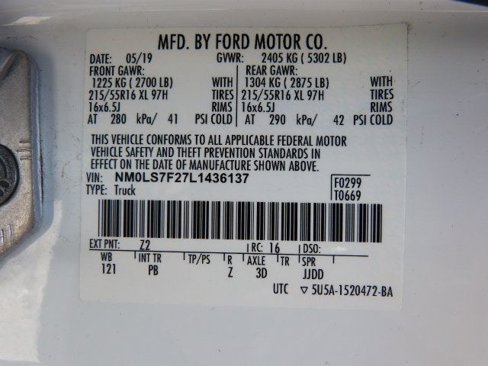 MFD. BY FORD MOTOR CO.
DATE: 05/19 GVWR: 2405 KG ( 5302 LB)
FRONT GAWR: REAR GAWR:
1225 KG ( 2700 LB) WITH 1304 KG ( 2875 LB) WITH
215/55R16 XL 97H TIRES 215/55R16 XL 97H TIRES
16x6.5J RIMS 16x6.5J RIMS
AT 280 kPa/ 41 PSI COLD AT 290 kPa/ 42 PSI COLD
THIS VEHICLE CONFORMS TO ALL APPLICABLE FEDERAL MOTOR
VEHICLE SAFETY AND THEFT PREVENTION STANDARDS IN
EFFECT ON THE DATE OF MANUFACTURE SHOWN ABOVE.
VIN: NM0LS7F27L1436137 F0299
TYPE: Truck T0669
EXT PNT: Z2 RC: 16 DSO:
WB INT TR TP/PS R AXLE TR SPR
121 PB Z 3D JJDD
UTC ▽ 5U5A-1520472-BA